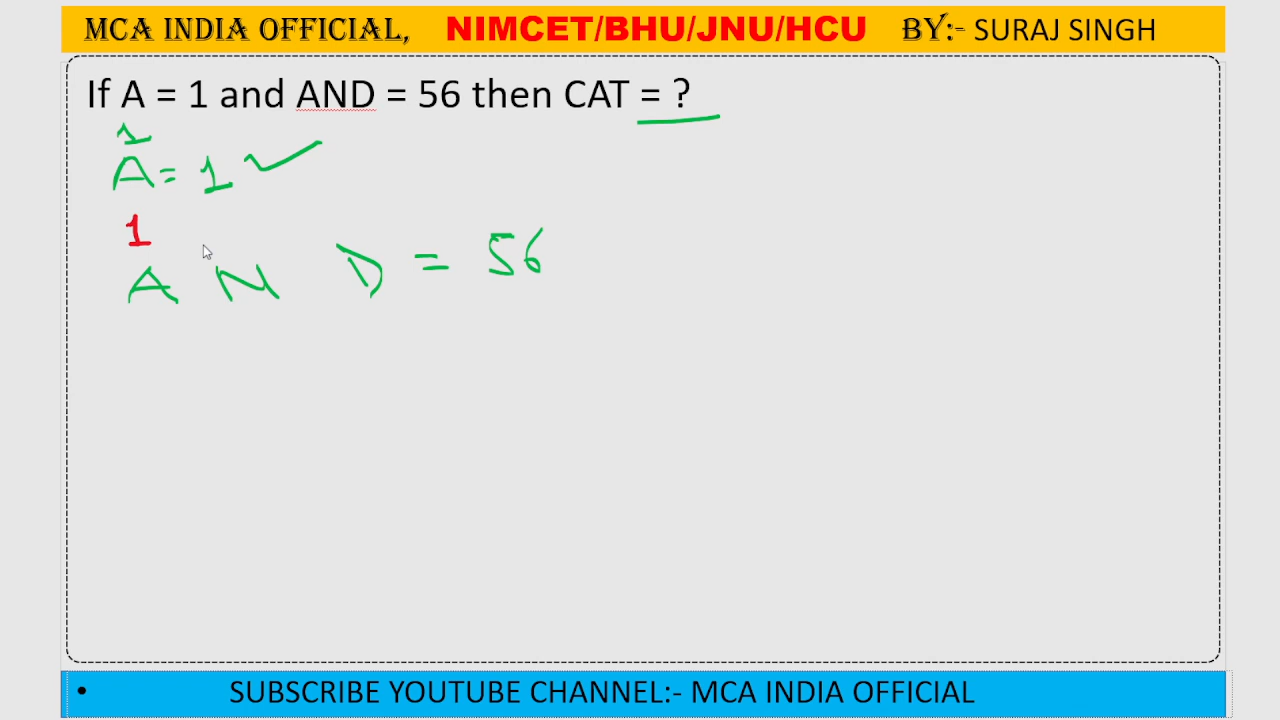 MCA INDIA OFFICIAL, NIMCET/BHU/JNU/HCU BY:- SURAJ SINGH
If A = 1 and AND = 56 then CAT = ?
1
A = 1 ✓
1
A N D = 56
• SUBSCRIBE YOUTUBE CHANNEL:- MCA INDIA OFFICIAL